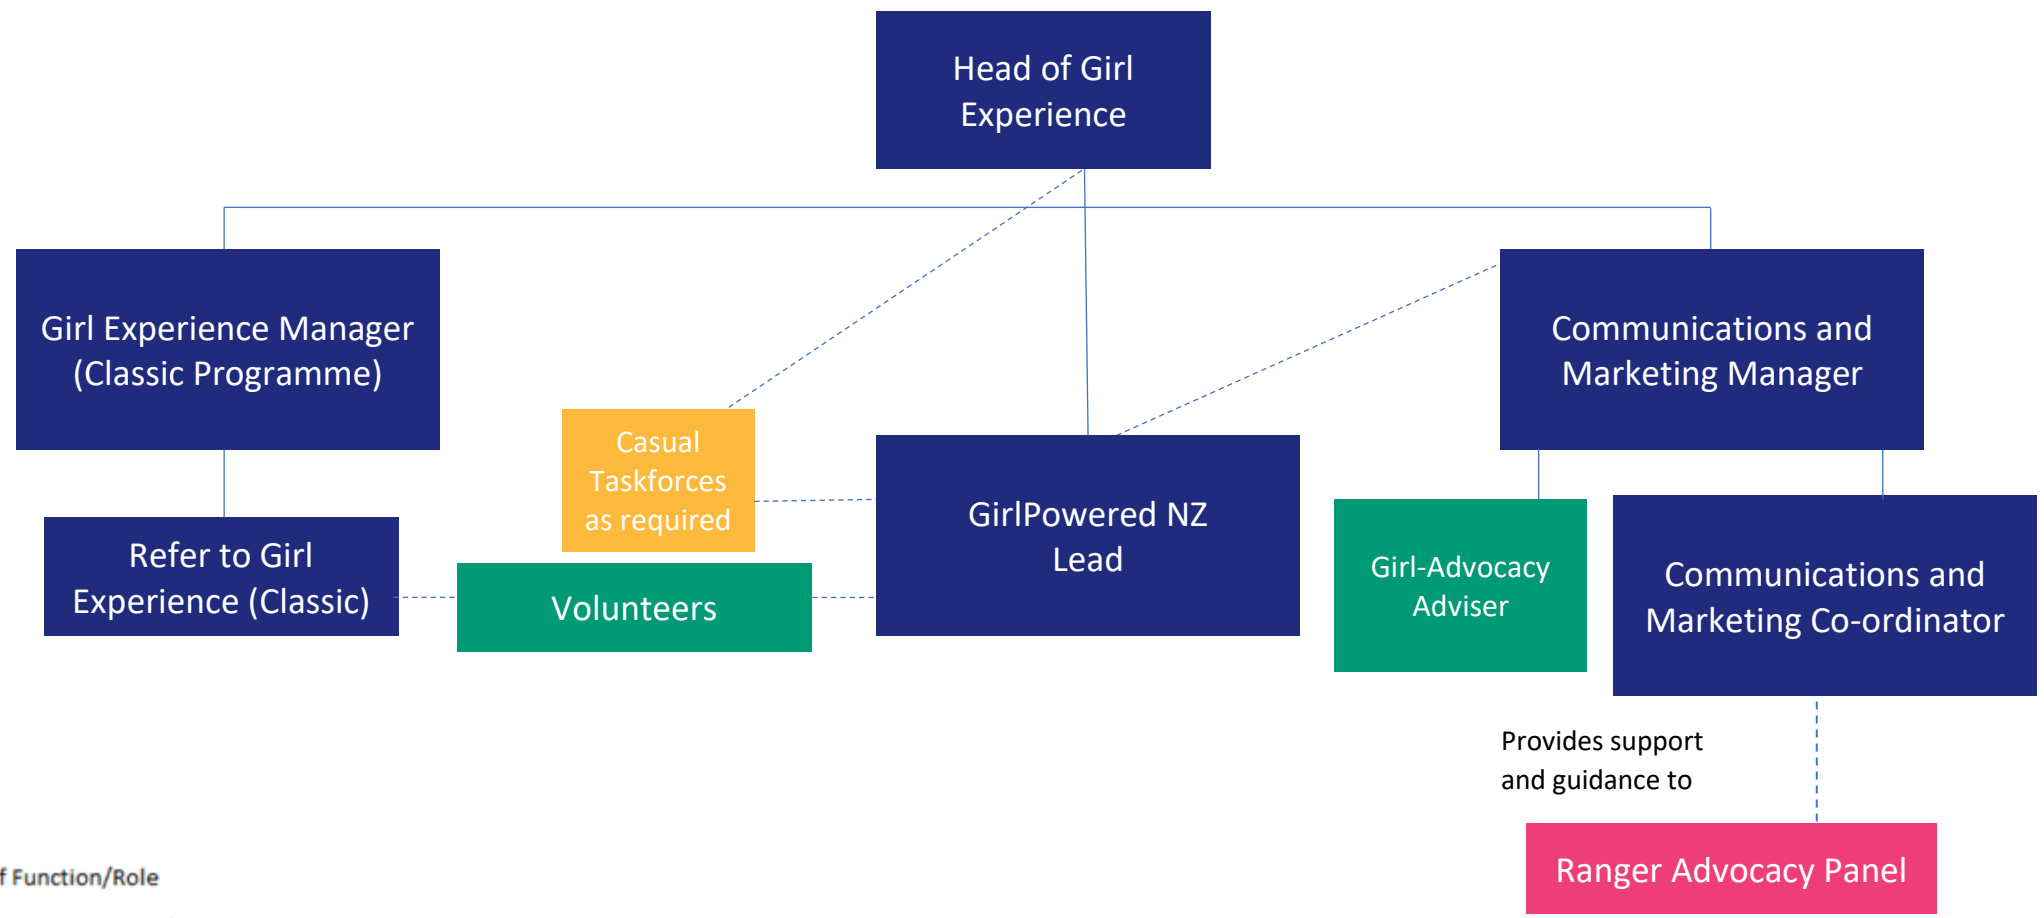 Head of Girl
Experience
Girl Experience Manager
(Classic Programme)
Communications and
Marketing Manager
Casual
Taskforces
as required
GirlPowered NZ
Lead
Refer to Girl
Experience (Classic)
Volunteers
Girl-Advocacy
Adviser
Communications and
Marketing Co-ordinator
Provides support
and guidance to
Ranger Advocacy Panel
f Function/Role